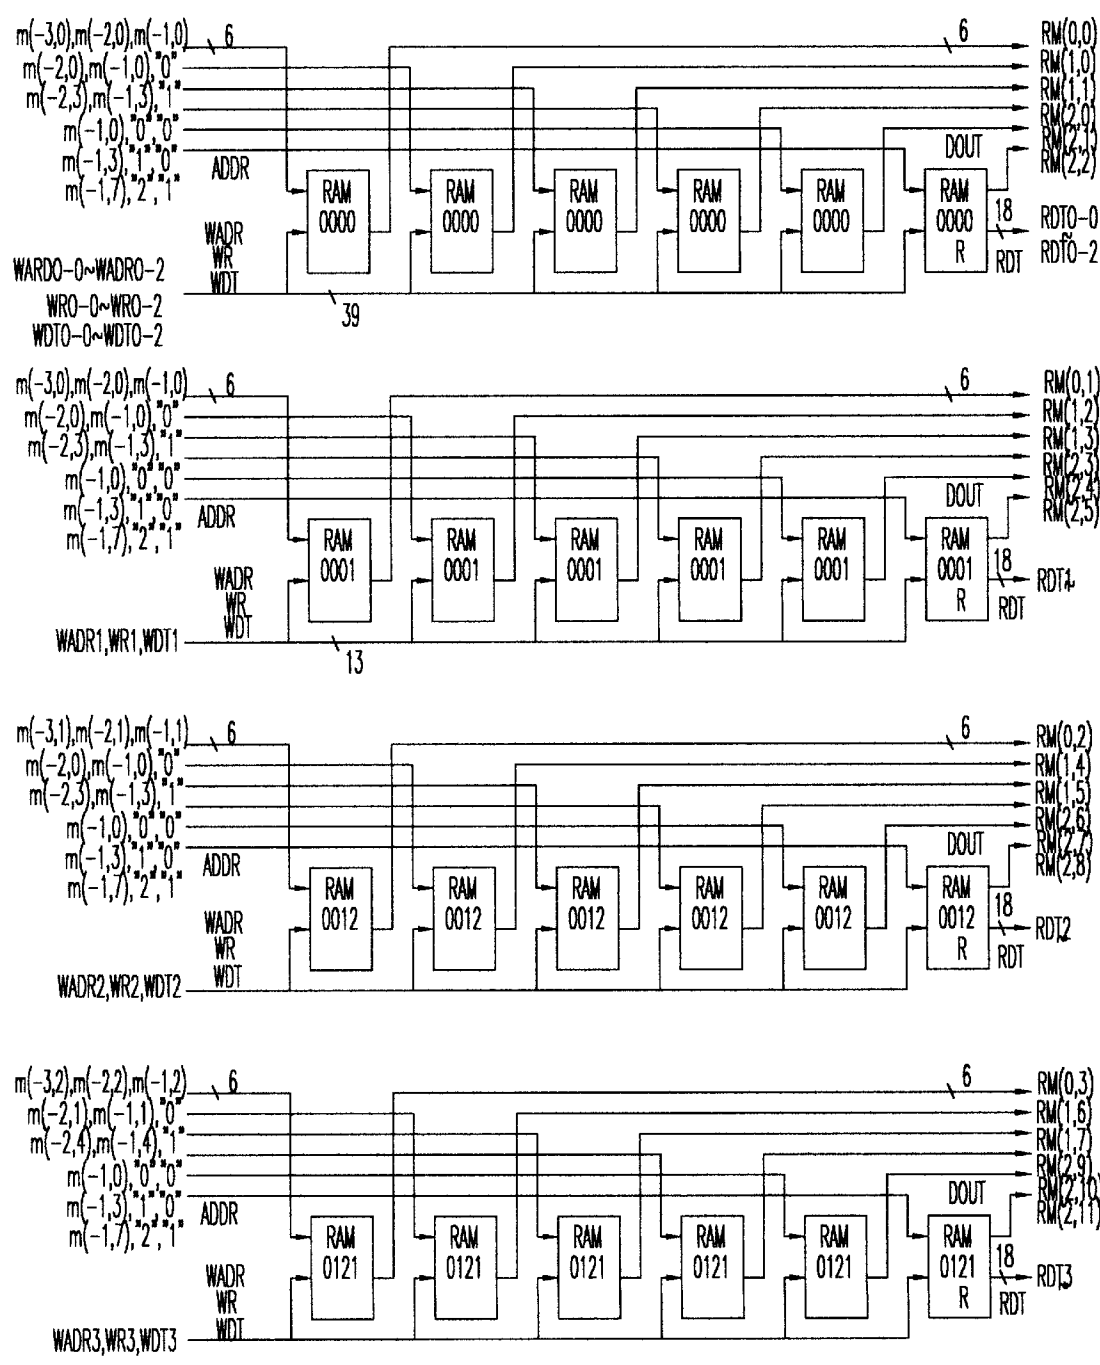 m(-3,0),m(-2,0),m(-1,0) 6 6 RM(0,0)
m(-2,0),m(-1,0),"0" RM(1,0)
m(-2,3),m(-1,3),"1" RM(1,1)
m(-1,0),"0","0" RM(2,0)
m(-1,3),"1","0" RM(2,1)
m(-1,7),"2","1" RM(2,2)
ADDR DOUT
RAM RAM RAM RAM RAM RAM
0000 0000 0000 0000 0000 0000
R
WADR
WR
WDT
18 RDT0-0
~
RDT RDT0-2
WARD0-0~WADR0-2
WR0-0~WR0-2
WDT0-0~WDT0-2
39
m(-3,0),m(-2,0),m(-1,0) 6 6 RM(0,1)
m(-2,0),m(-1,0),"0" RM(1,2)
m(-2,3),m(-1,3),"1" RM(1,3)
m(-1,0),"0","0" RM(2,3)
m(-1,3),"1","0" RM(2,4)
m(-1,7),"2","1" RM(2,5)
ADDR DOUT
RAM RAM RAM RAM RAM RAM
0001 0001 0001 0001 0001 0001
R
WADR
WR
WDT
18 RDT1
RDT
WADR1,WR1,WDT1
13
m(-3,1),m(-2,1),m(-1,1) 6 6 RM(0,2)
m(-2,0),m(-1,0),"0" RM(1,4)
m(-2,3),m(-1,3),"1" RM(1,5)
m(-1,0),"0","0" RM(2,6)
m(-1,3),"1","0" RM(2,7)
m(-1,7),"2","1" RM(2,8)
ADDR DOUT
RAM RAM RAM RAM RAM RAM
0012 0012 0012 0012 0012 0012
R
WADR
WR
WDT
18 RDT2
RDT
WADR2,WR2,WDT2
m(-3,2),m(-2,2),m(-1,2) 6 6 RM(0,3)
m(-2,1),m(-1,1),"0" RM(1,6)
m(-2,4),m(-1,4),"1" RM(1,7)
m(-1,0),"0","0" RM(2,9)
m(-1,3),"1","0" RM(2,10)
m(-1,7),"2","1" RM(2,11)
ADDR DOUT
RAM RAM RAM RAM RAM RAM
0121 0121 0121 0121 0121 0121
R
WADR
WR
WDT
18 RDT3
RDT
WADR3,WR3,WDT3